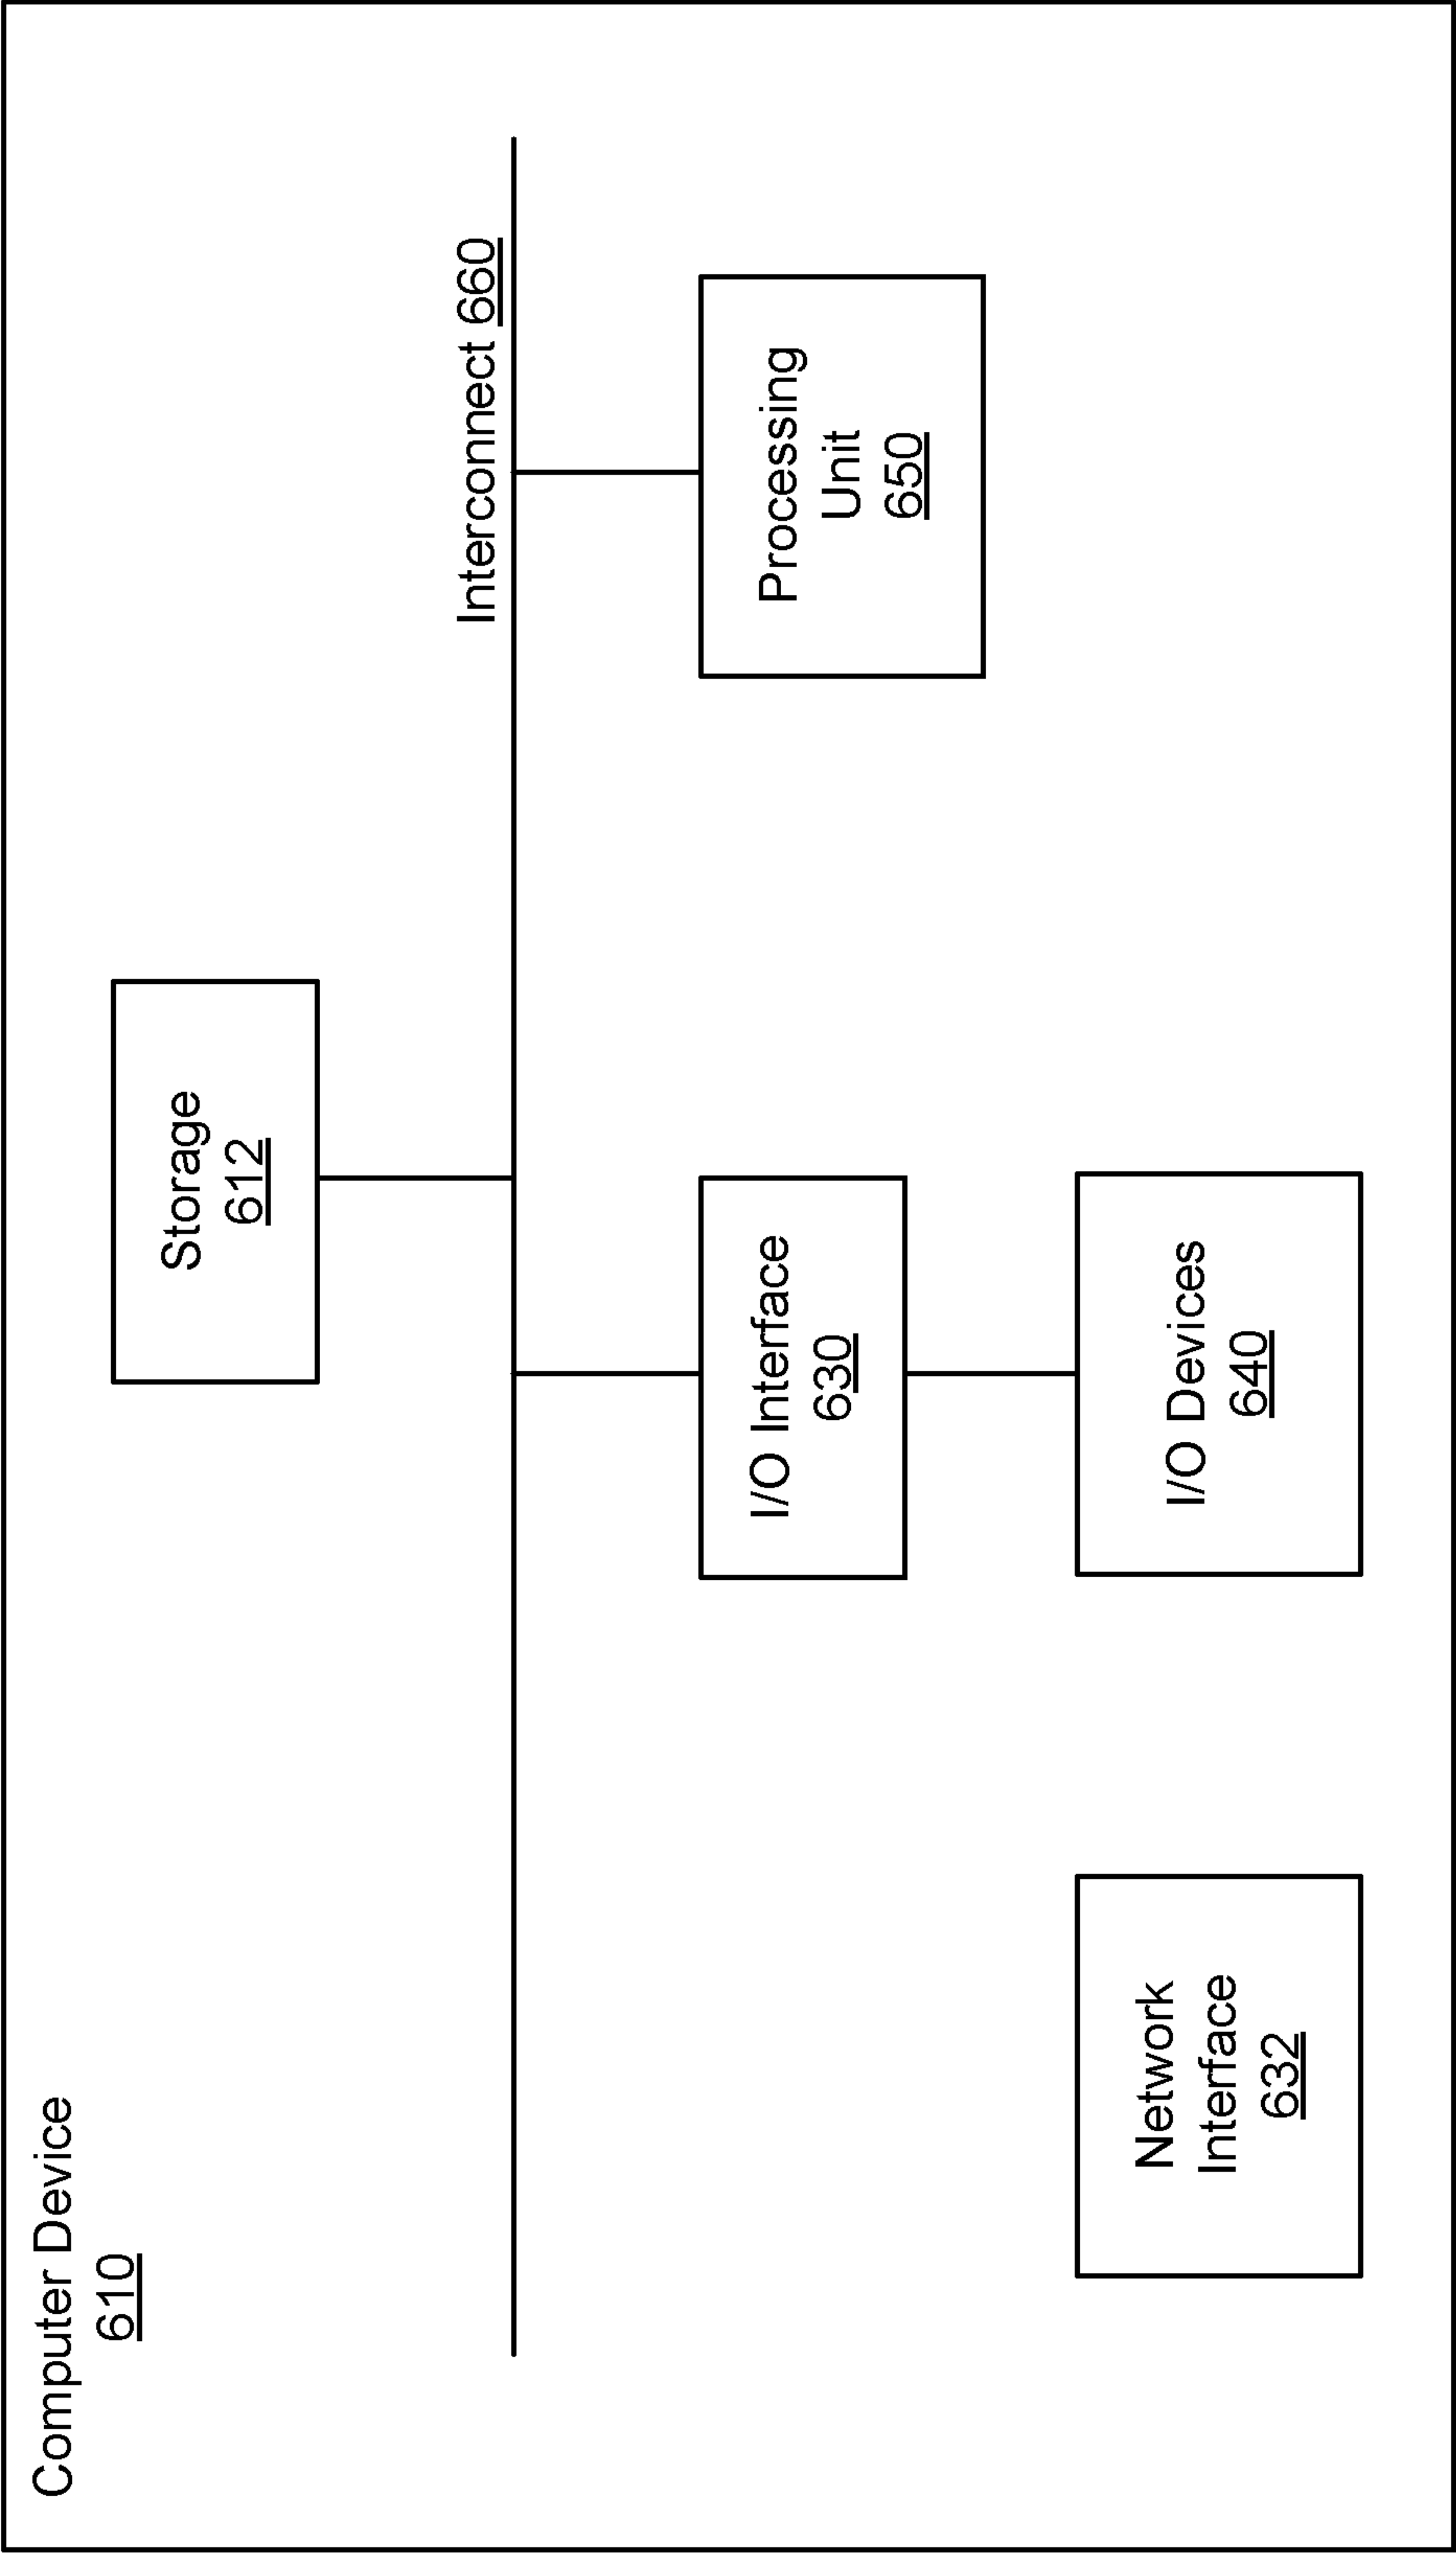 Computer Device
610
Storage
612
Interconnect 660
I/O Interface
630
Processing
Unit
650
Network
Interface
632
I/O Devices
640